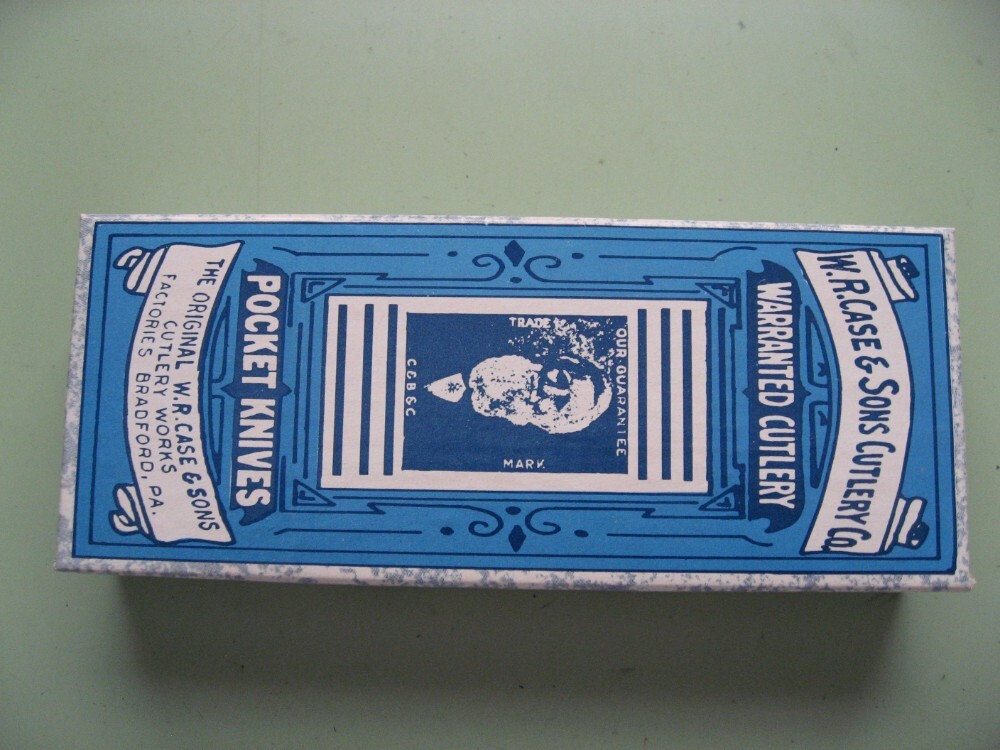 W.R. CASE & SONS CUTLERY CO.
WARRANTED CUTLERY
OUR GUARANTEE
TRADE
MARK
C & B S C
POCKET KNIVES
THE ORIGINAL W.R. CASE & SONS
CUTLERY WORKS
FACTORIES BRADFORD, PA.